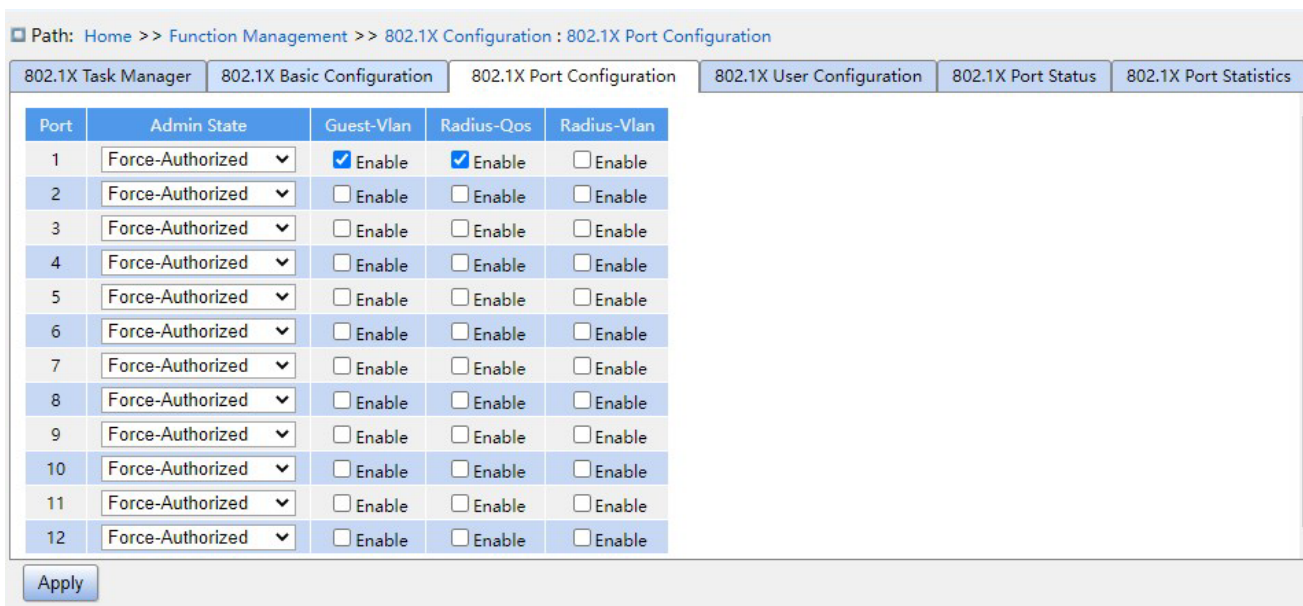 Path: Home >> Function Management >> 802.1X Configuration : 802.1X Port Configuration
802.1X Task Manager 802.1X Basic Configuration 802.1X Port Configuration 802.1X User Configuration 802.1X Port Status 802.1X Port Statistics
Port Admin State Guest-Vlan Radius-Qos Radius-Vlan
1 Force-Authorized Enable Enable Enable
2 Force-Authorized Enable Enable Enable
3 Force-Authorized Enable Enable Enable
4 Force-Authorized Enable Enable Enable
5 Force-Authorized Enable Enable Enable
6 Force-Authorized Enable Enable Enable
7 Force-Authorized Enable Enable Enable
8 Force-Authorized Enable Enable Enable
9 Force-Authorized Enable Enable Enable
10 Force-Authorized Enable Enable Enable
11 Force-Authorized Enable Enable Enable
12 Force-Authorized Enable Enable Enable
Apply